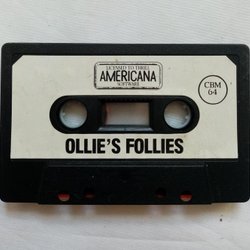 LICENSED TO THRILL
AMERICANA
SOFTWARE
CBM
64
OLLIE'S FOLLIES